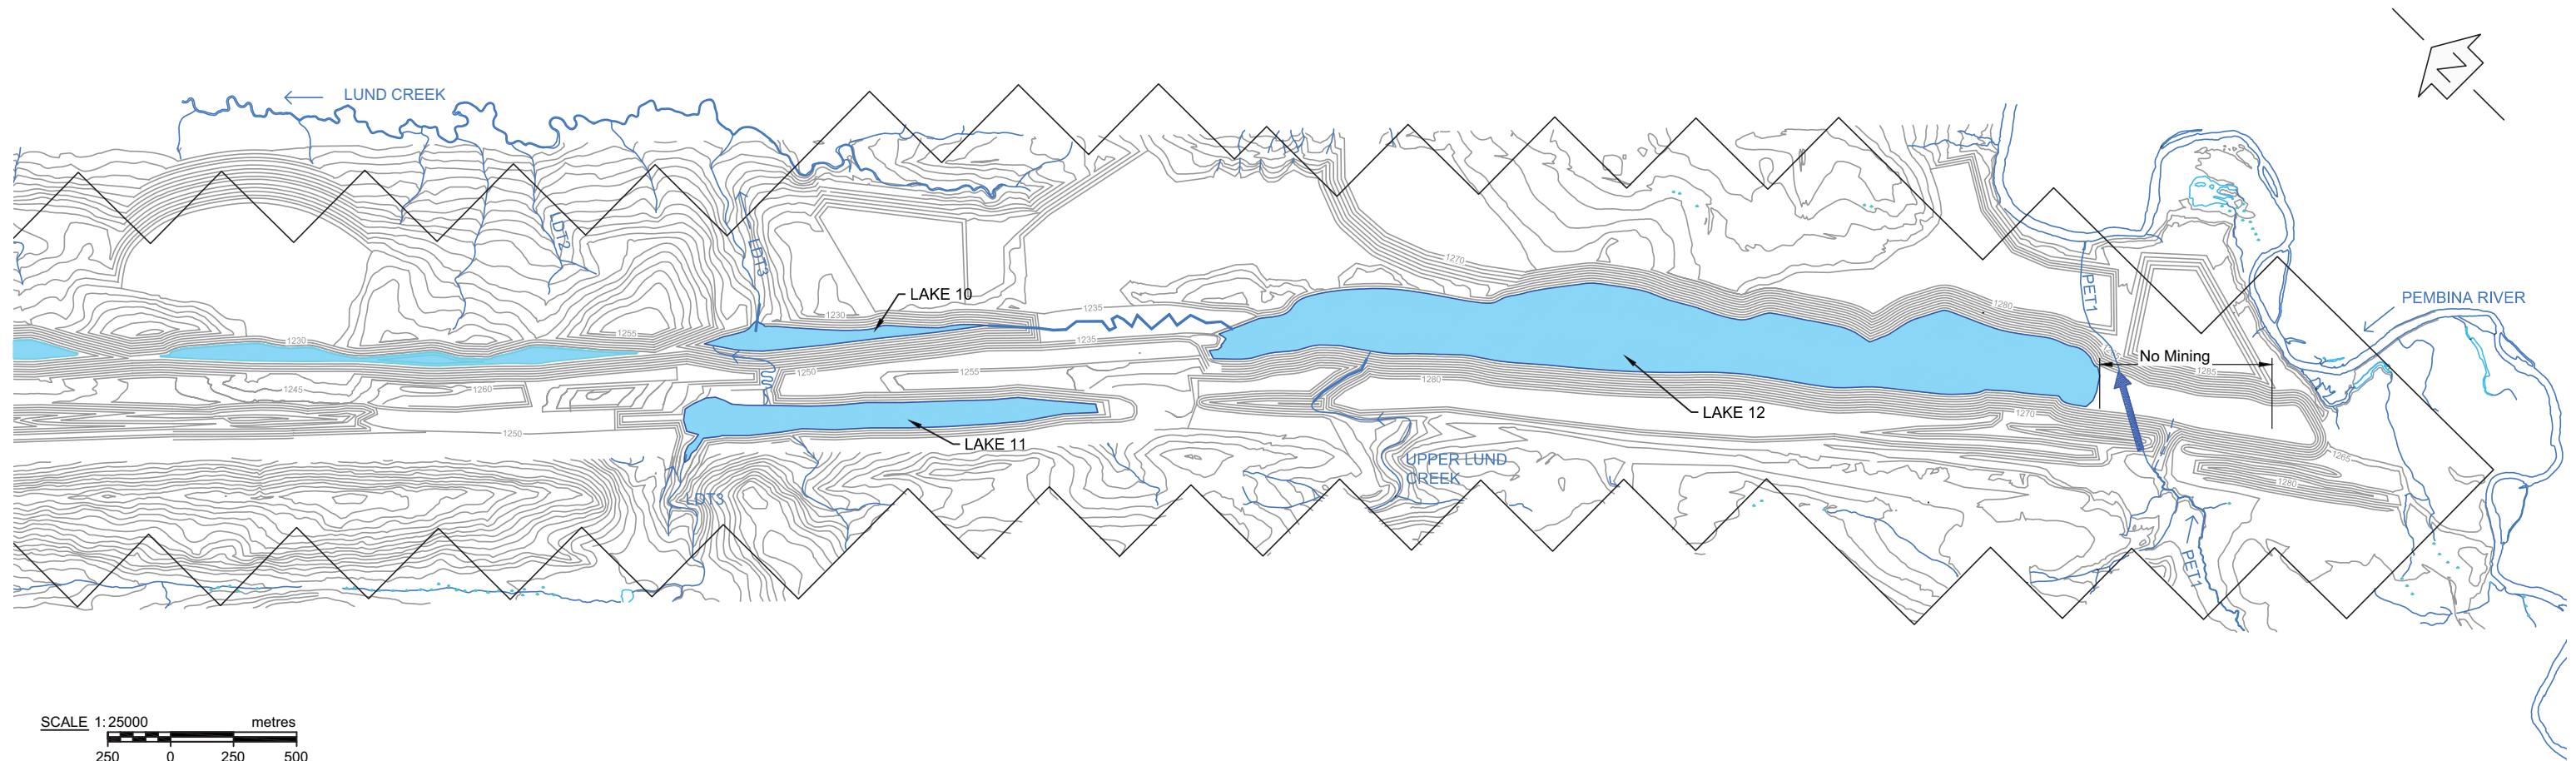 N
LUND CREEK
LDT2
LDT3
LAKE 10
1270
1235
1230
1280
PET1
PEMBINA RIVER
1230
1255
1235
No Mining
1250
1255
1285
1245
1260
1280
LAKE 12
1270
1250
LAKE 11
UPPER LUND
CREEK
1265
1280
LDT3
PET1
SCALE 1:25000 metres
250 0 250 500